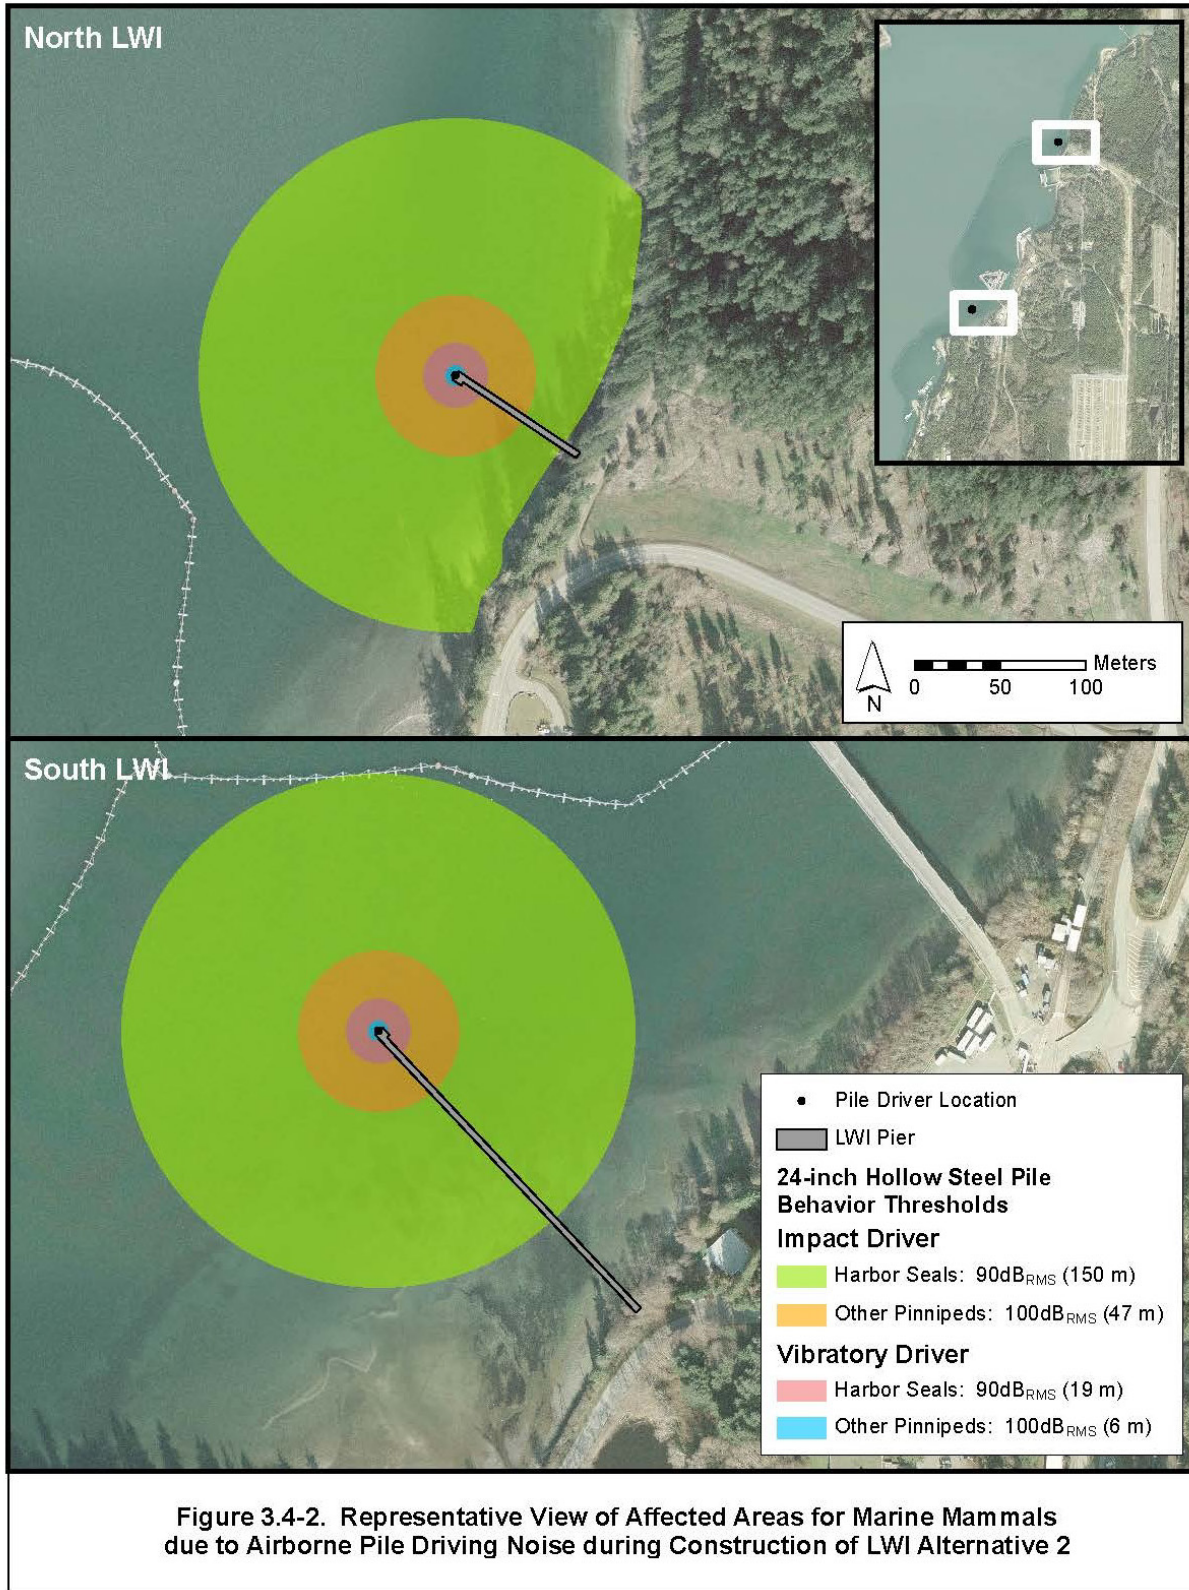 North LWI
Meters
0 50 100
N
South LWI
Pile Driver Location
LWI Pier
24-inch Hollow Steel Pile
Behavior Thresholds
Impact Driver
Harbor Seals: 90dBRMS (150 m)
Other Pinnipeds: 100dBRMS (47 m)
Vibratory Driver
Harbor Seals: 90dBRMS (19 m)
Other Pinnipeds: 100dBRMS (6 m)
Figure 3.4-2. Representative View of Affected Areas for Marine Mammals
due to Airborne Pile Driving Noise during Construction of LWI Alternative 2